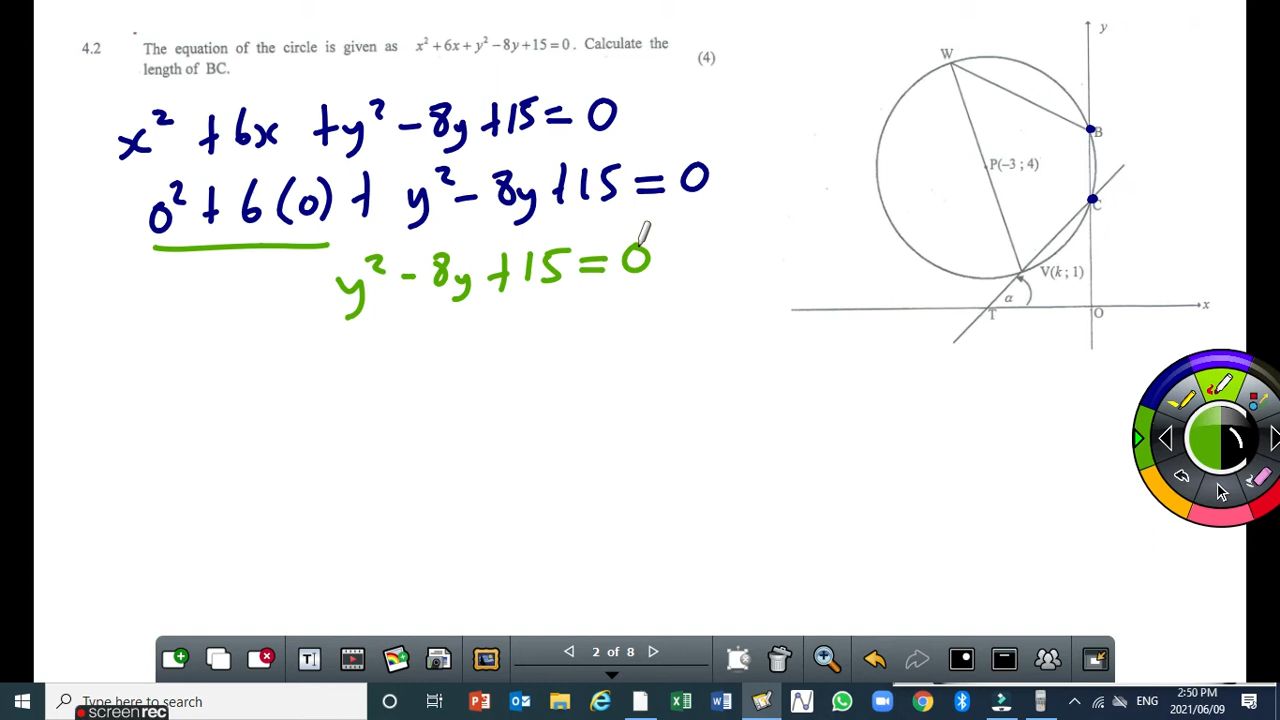 4.2 The equation of the circle is given as x² + 6x + y² − 8y + 15 = 0. Calculate the
length of BC. (4)
x² + 6x + y² − 8y + 15 = 0
0² + 6(0) + y² − 8y + 15 = 0
y² − 8y + 15 = 0
y
W
B
P(−3 ; 4)
C
V(k ; 1)
α
T
O
x
2 of 8
Type here to search
ENG
2:50 PM
2021/06/09
screenrec